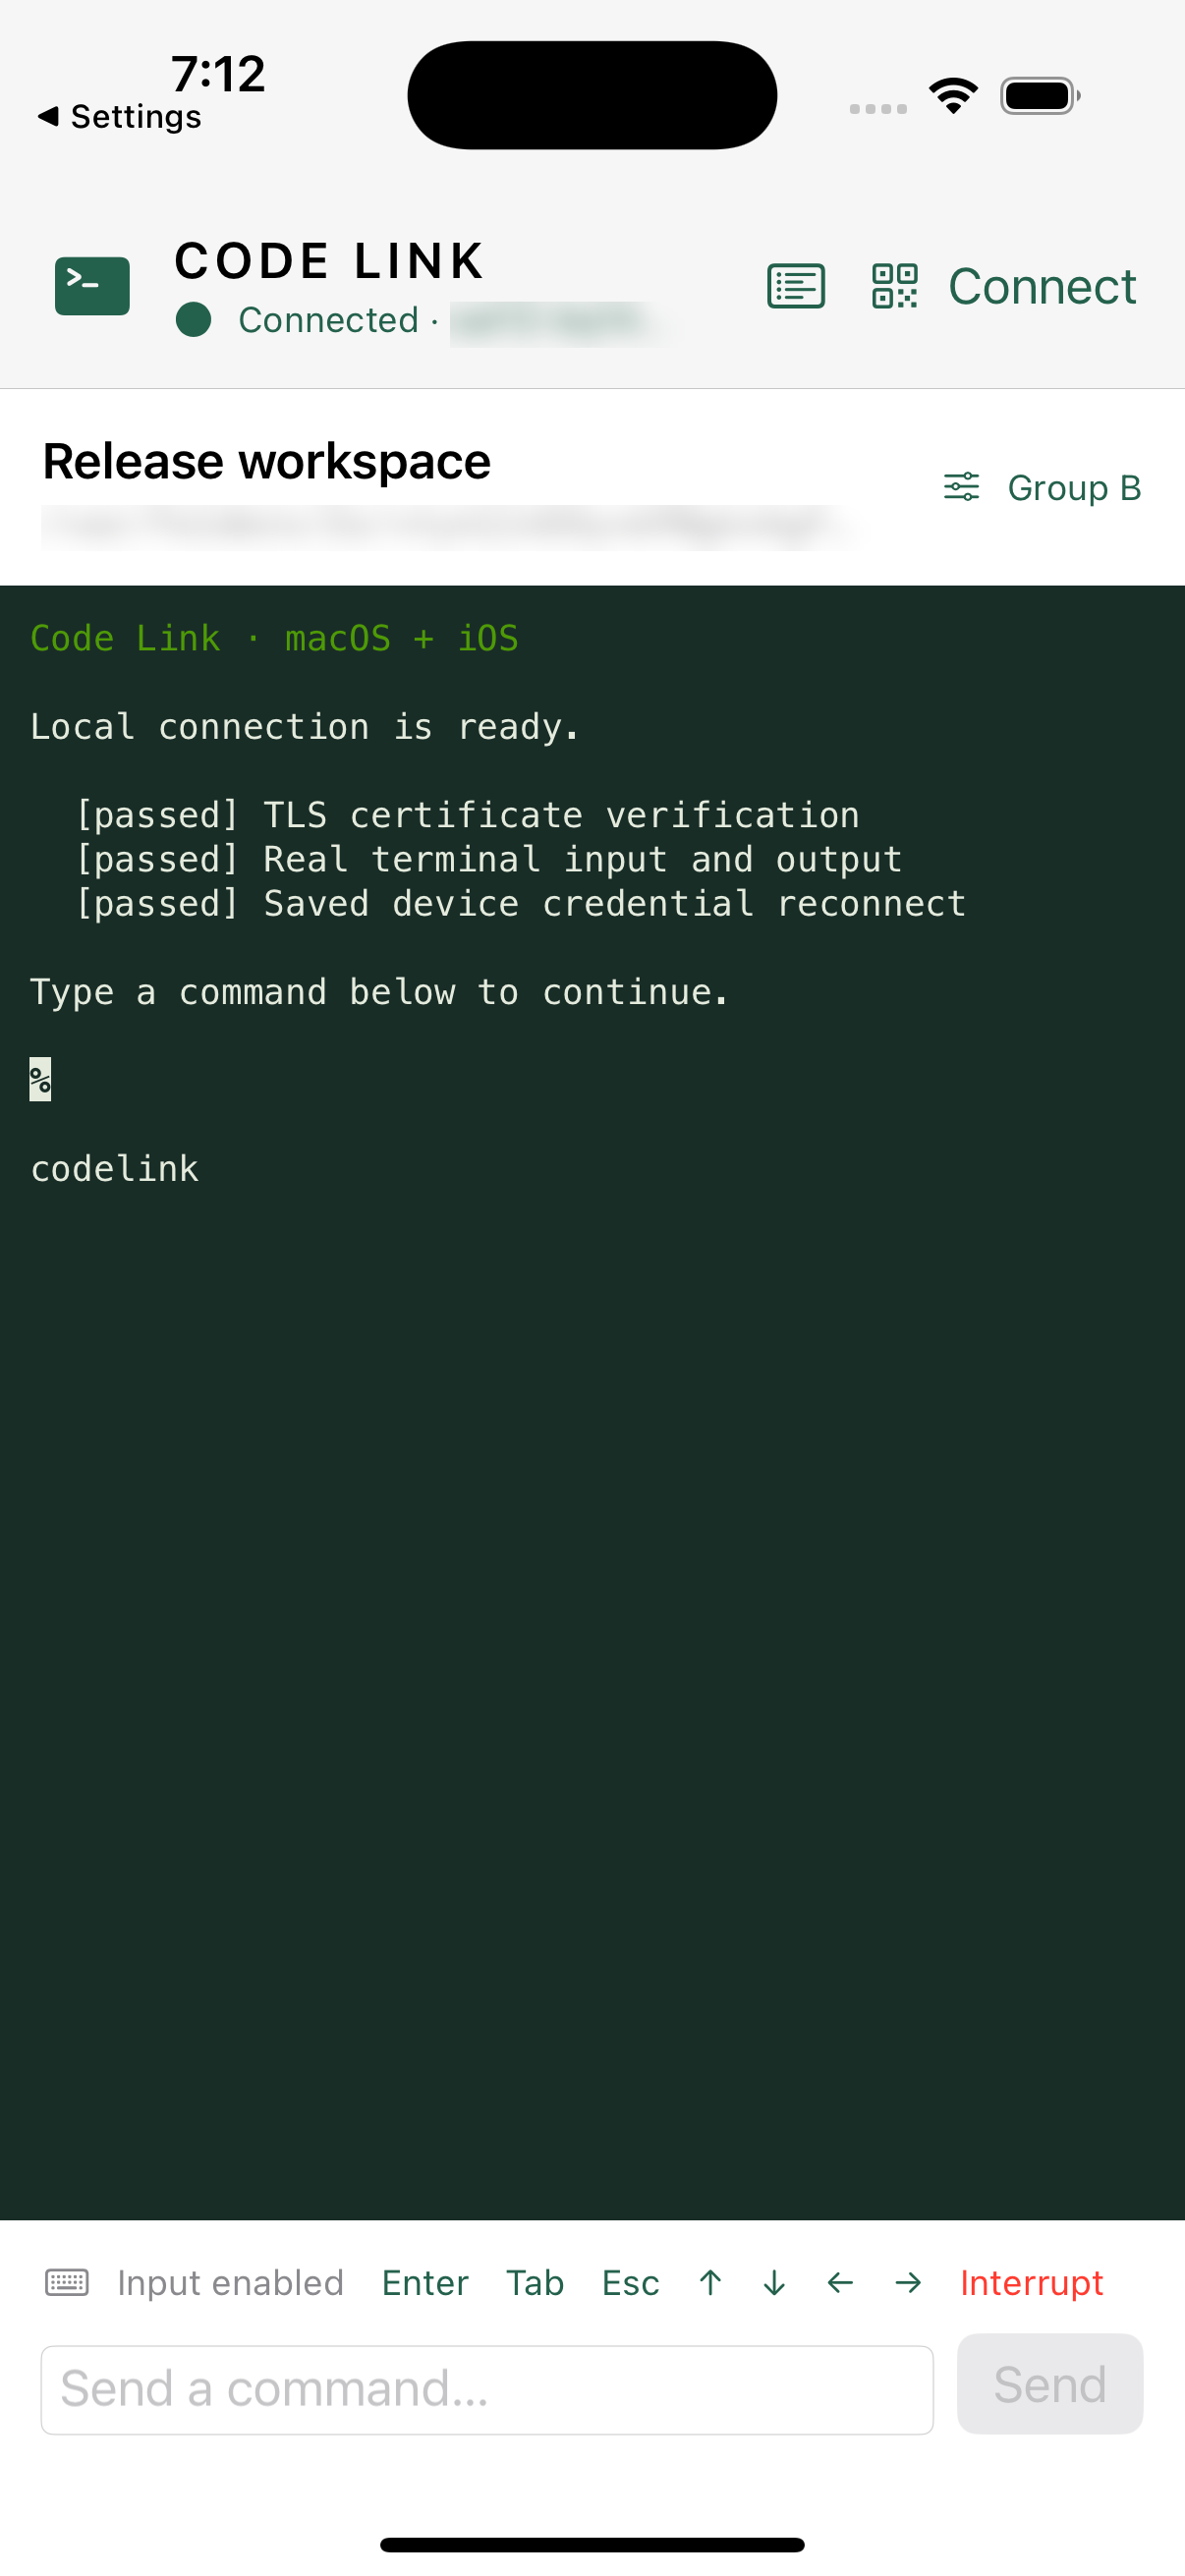 7:12
◀ Settings
CODE LINK
Connected ·
Connect
Release workspace
Group B
Code Link · macOS + iOS
Local connection is ready.
[passed] TLS certificate verification
[passed] Real terminal input and output
[passed] Saved device credential reconnect
Type a command below to continue.
%
codelink
Input enabled Enter Tab Esc ↑ ↓ ← → Interrupt
Send a command... Send